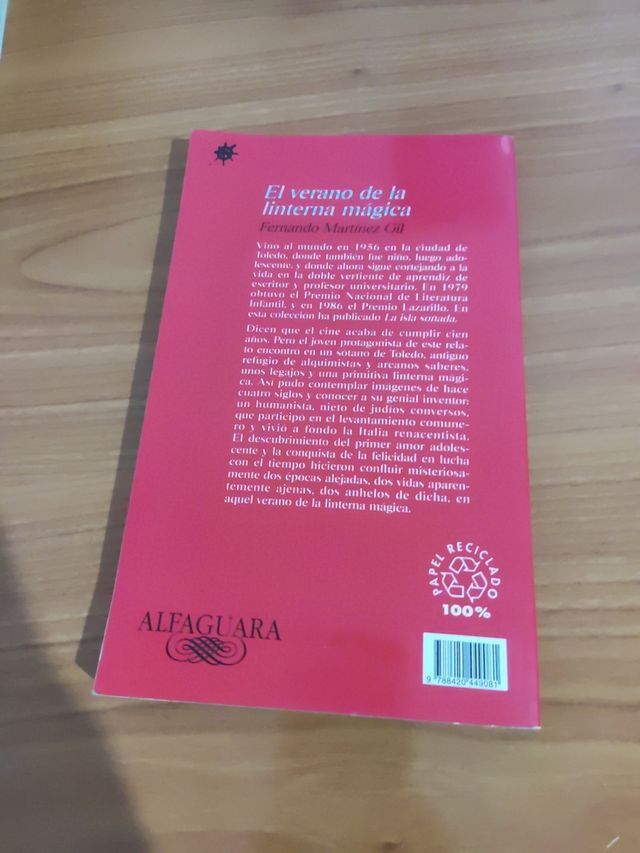 El verano de la
linterna mágica
Fernando Martínez Gil
Vino al mundo en 1956 en la ciudad de
Toledo, donde también fue niño, luego ado-
lescente, y donde ahora sigue cortejando a la
vida en la doble vertiente de aprendiz de
escritor y profesor universitario. En 1979
obtuvo el Premio Nacional de Literatura
Infantil, y en 1986 el Premio Lazarillo. En
esta colección ha publicado La isla soñada.
Dicen que el cine acaba de cumplir cien
años. Pero el joven protagonista de este rela-
to encontró en un sótano de Toledo, antiguo
refugio de alquimistas y arcanos saberes,
unos legajos y una primitiva linterna mági-
ca. Así pudo contemplar imágenes de hace
cuatro siglos y conocer a su genial inventor:
un humanista, nieto de judíos conversos,
que participó en el levantamiento comune-
ro y vivió a fondo la Italia renacentista.
El descubrimiento del primer amor adoles-
cente y la conquista de la felicidad en lucha
con el tiempo hicieron confluir misteriosa-
mente dos épocas alejadas, dos vidas aparen-
temente ajenas, dos anhelos de dicha, en
aquel verano de la linterna mágica.
PAPEL RECICLADO
100%
ALFAGUARA
9 788420 449081